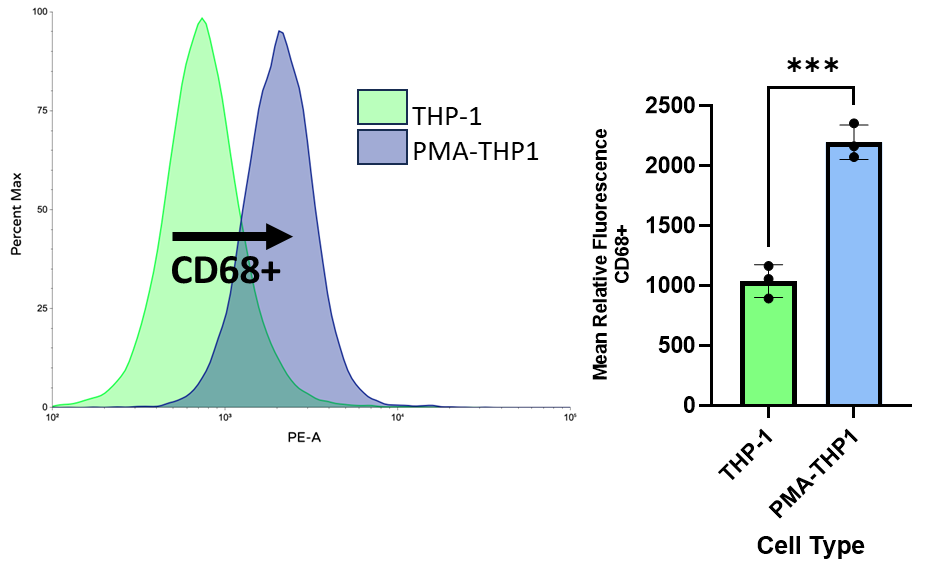 100
75
50
25
0
Percent Max
10²
10³
10⁴
10⁵
PE-A
CD68+
THP-1
PMA-THP1
***
2500
2000
1500
1000
500
0
Mean Relative Fluorescence
CD68+
THP-1
PMA-THP1
Cell Type